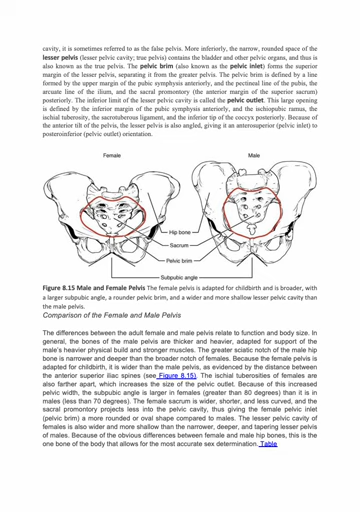 cavity, it is sometimes referred to as the false pelvis. More inferiorly, the narrow, rounded space of the
lesser pelvis (lesser pelvic cavity; true pelvis) contains the bladder and other pelvic organs, and thus is
also known as the true pelvis. The pelvic brim (also known as the pelvic inlet) forms the superior
margin of the lesser pelvis, separating it from the greater pelvis. The pelvic brim is defined by a line
formed by the upper margin of the pubic symphysis anteriorly, and the pectineal line of the pubis, the
arcuate line of the ilium, and the sacral promontory (the anterior margin of the superior sacrum)
posteriorly. The inferior limit of the lesser pelvic cavity is called the pelvic outlet. This large opening
is defined by the inferior margin of the pubic symphysis anteriorly, and the ischiopubic ramus, the
ischial tuberosity, the sacrotuberous ligament, and the inferior tip of the coccyx posteriorly. Because of
the anterior tilt of the pelvis, the lesser pelvis is also angled, giving it an anterosuperior (pelvic inlet) to
posteroinferior (pelvic outlet) orientation.
Female
Male
Hip bone
Sacrum
Pelvic brim
Subpubic angle
Figure 8.15 Male and Female Pelvis The female pelvis is adapted for childbirth and is broader, with
a larger subpubic angle, a rounder pelvic brim, and a wider and more shallow lesser pelvic cavity than
the male pelvis.
Comparison of the Female and Male Pelvis
The differences between the adult female and male pelvis relate to function and body size. In
general, the bones of the male pelvis are thicker and heavier, adapted for support of the
male's heavier physical build and stronger muscles. The greater sciatic notch of the male hip
bone is narrower and deeper than the broader notch of females. Because the female pelvis is
adapted for childbirth, it is wider than the male pelvis, as evidenced by the distance between
the anterior superior iliac spines (see Figure 8.15). The ischial tuberosities of females are
also farther apart, which increases the size of the pelvic outlet. Because of this increased
pelvic width, the subpubic angle is larger in females (greater than 80 degrees) than it is in
males (less than 70 degrees). The female sacrum is wider, shorter, and less curved, and the
sacral promontory projects less into the pelvic cavity, thus giving the female pelvic inlet
(pelvic brim) a more rounded or oval shape compared to males. The lesser pelvic cavity of
females is also wider and more shallow than the narrower, deeper, and tapering lesser pelvis
of males. Because of the obvious differences between female and male hip bones, this is the
one bone of the body that allows for the most accurate sex determination. Table